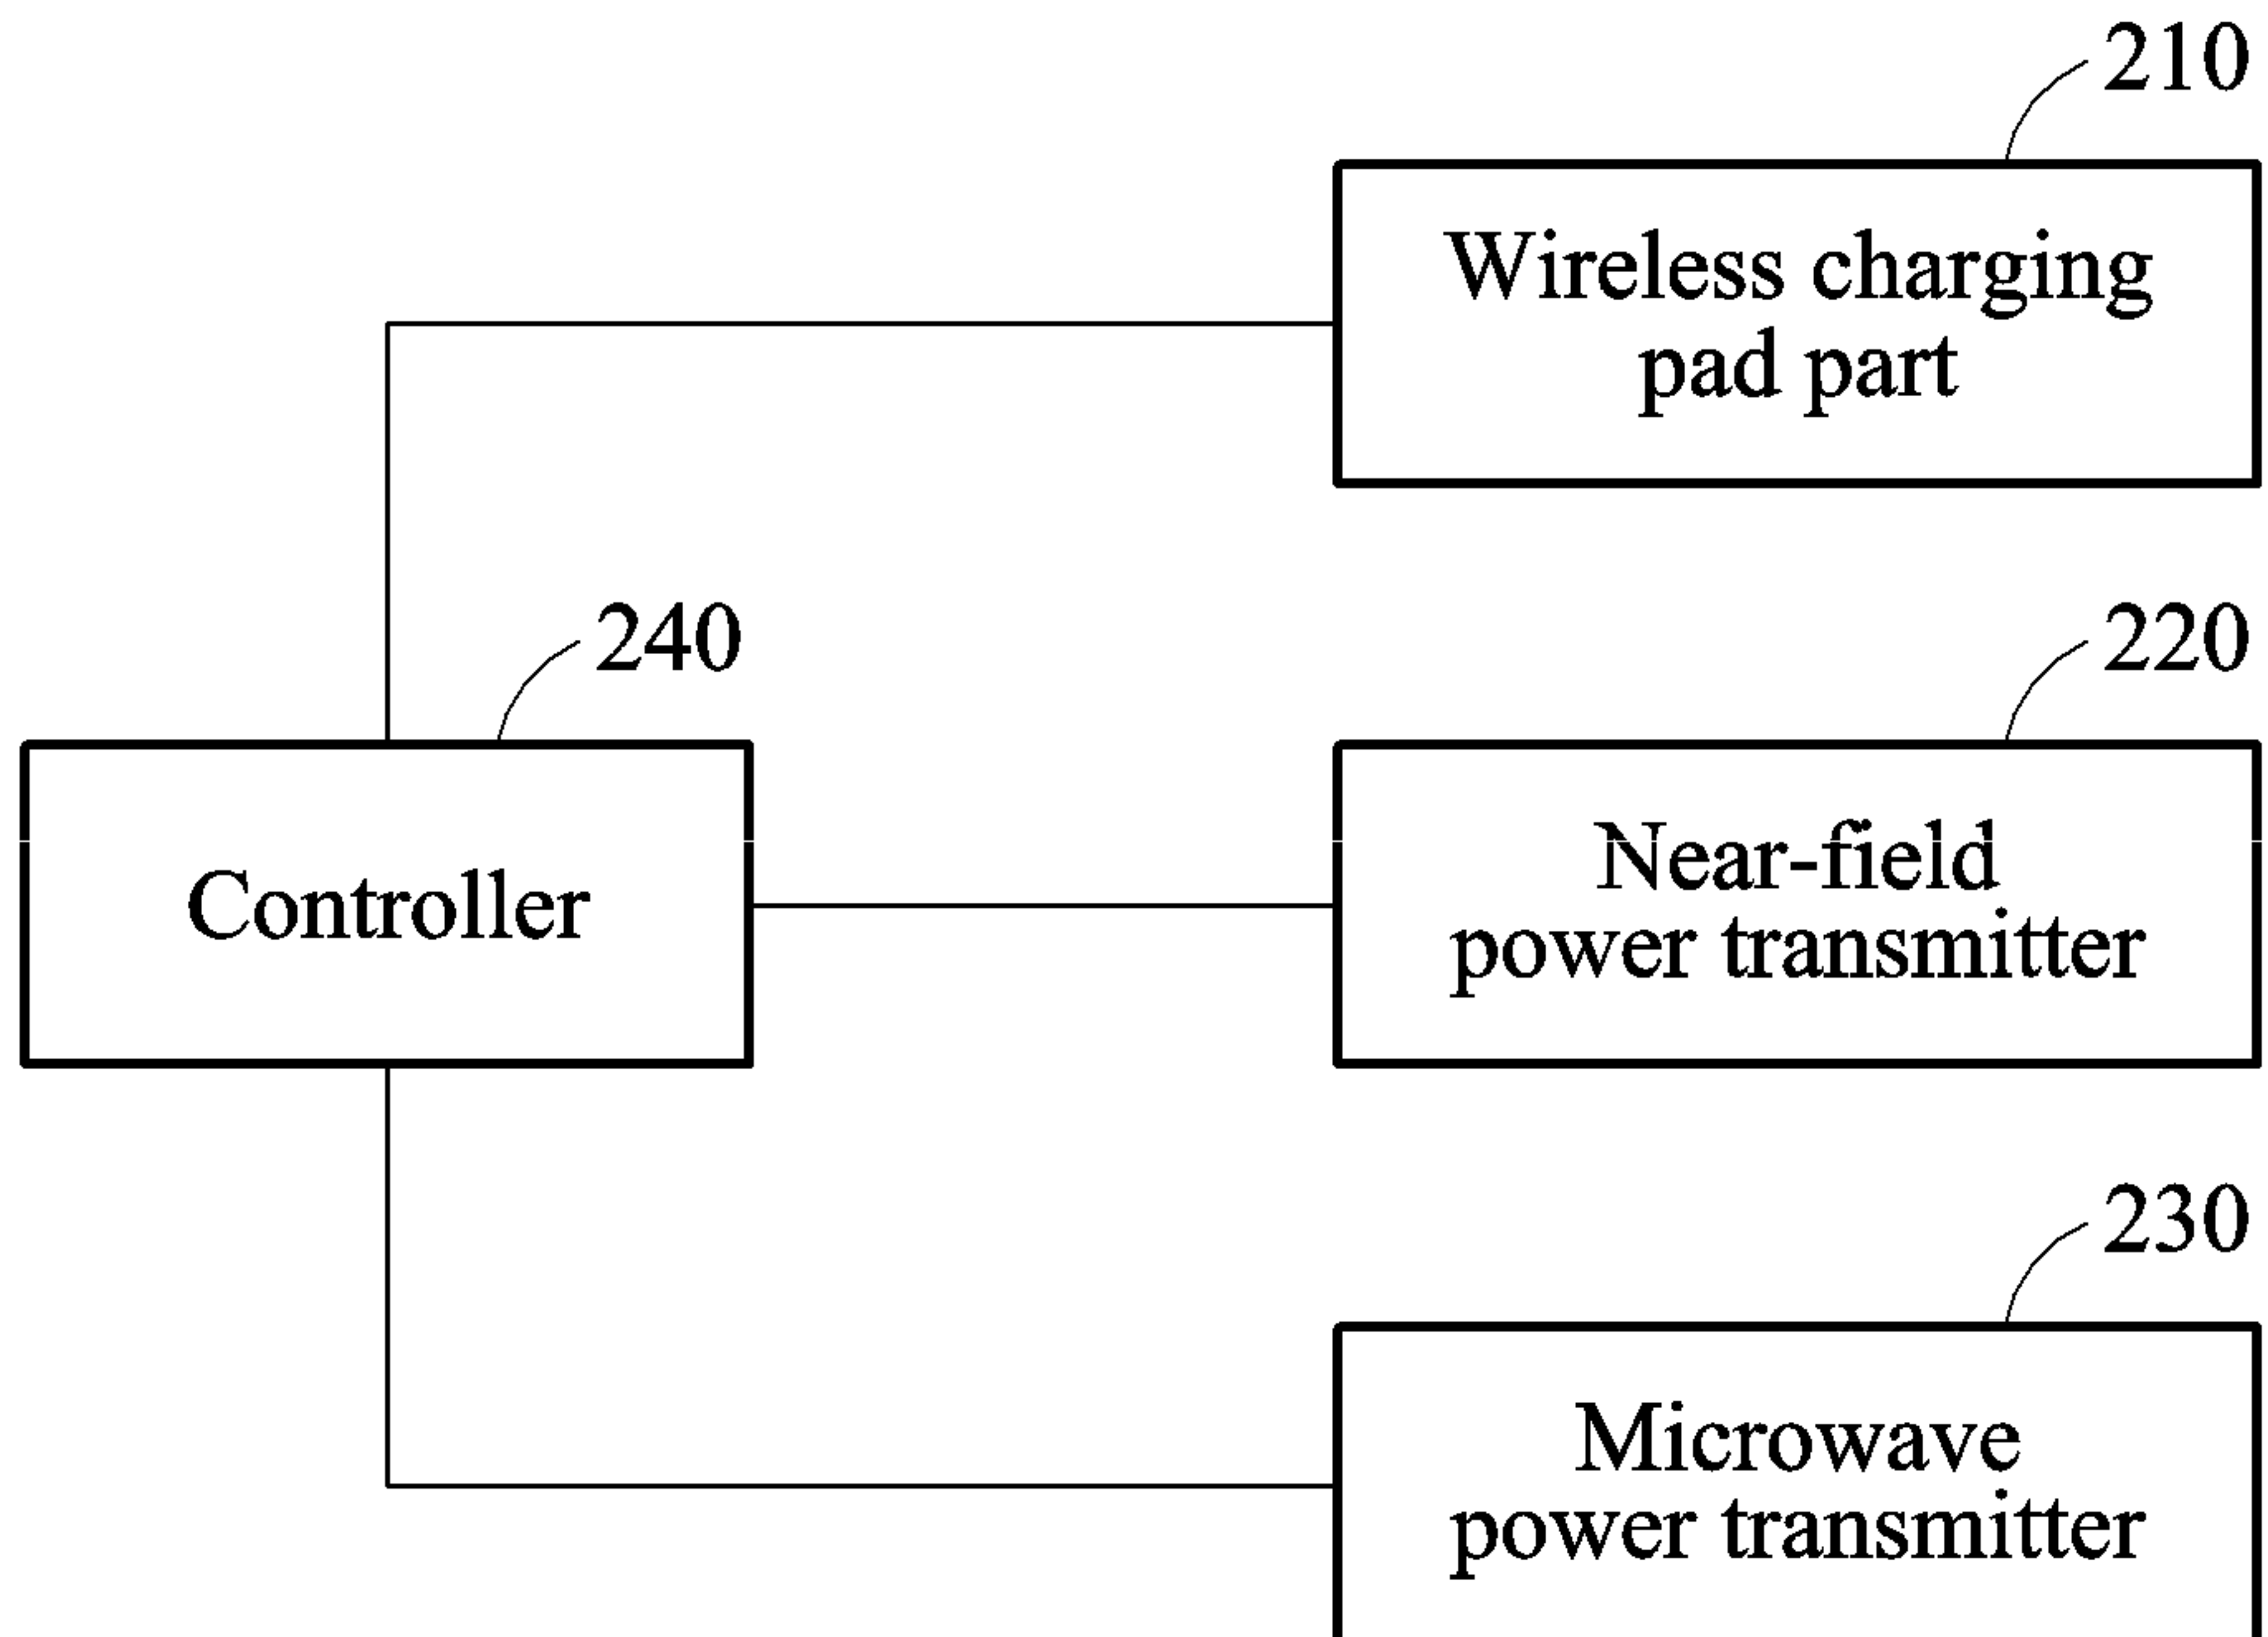 210
Wireless charging
pad part
240
220
Controller
Near-field
power transmitter
230
Microwave
power transmitter